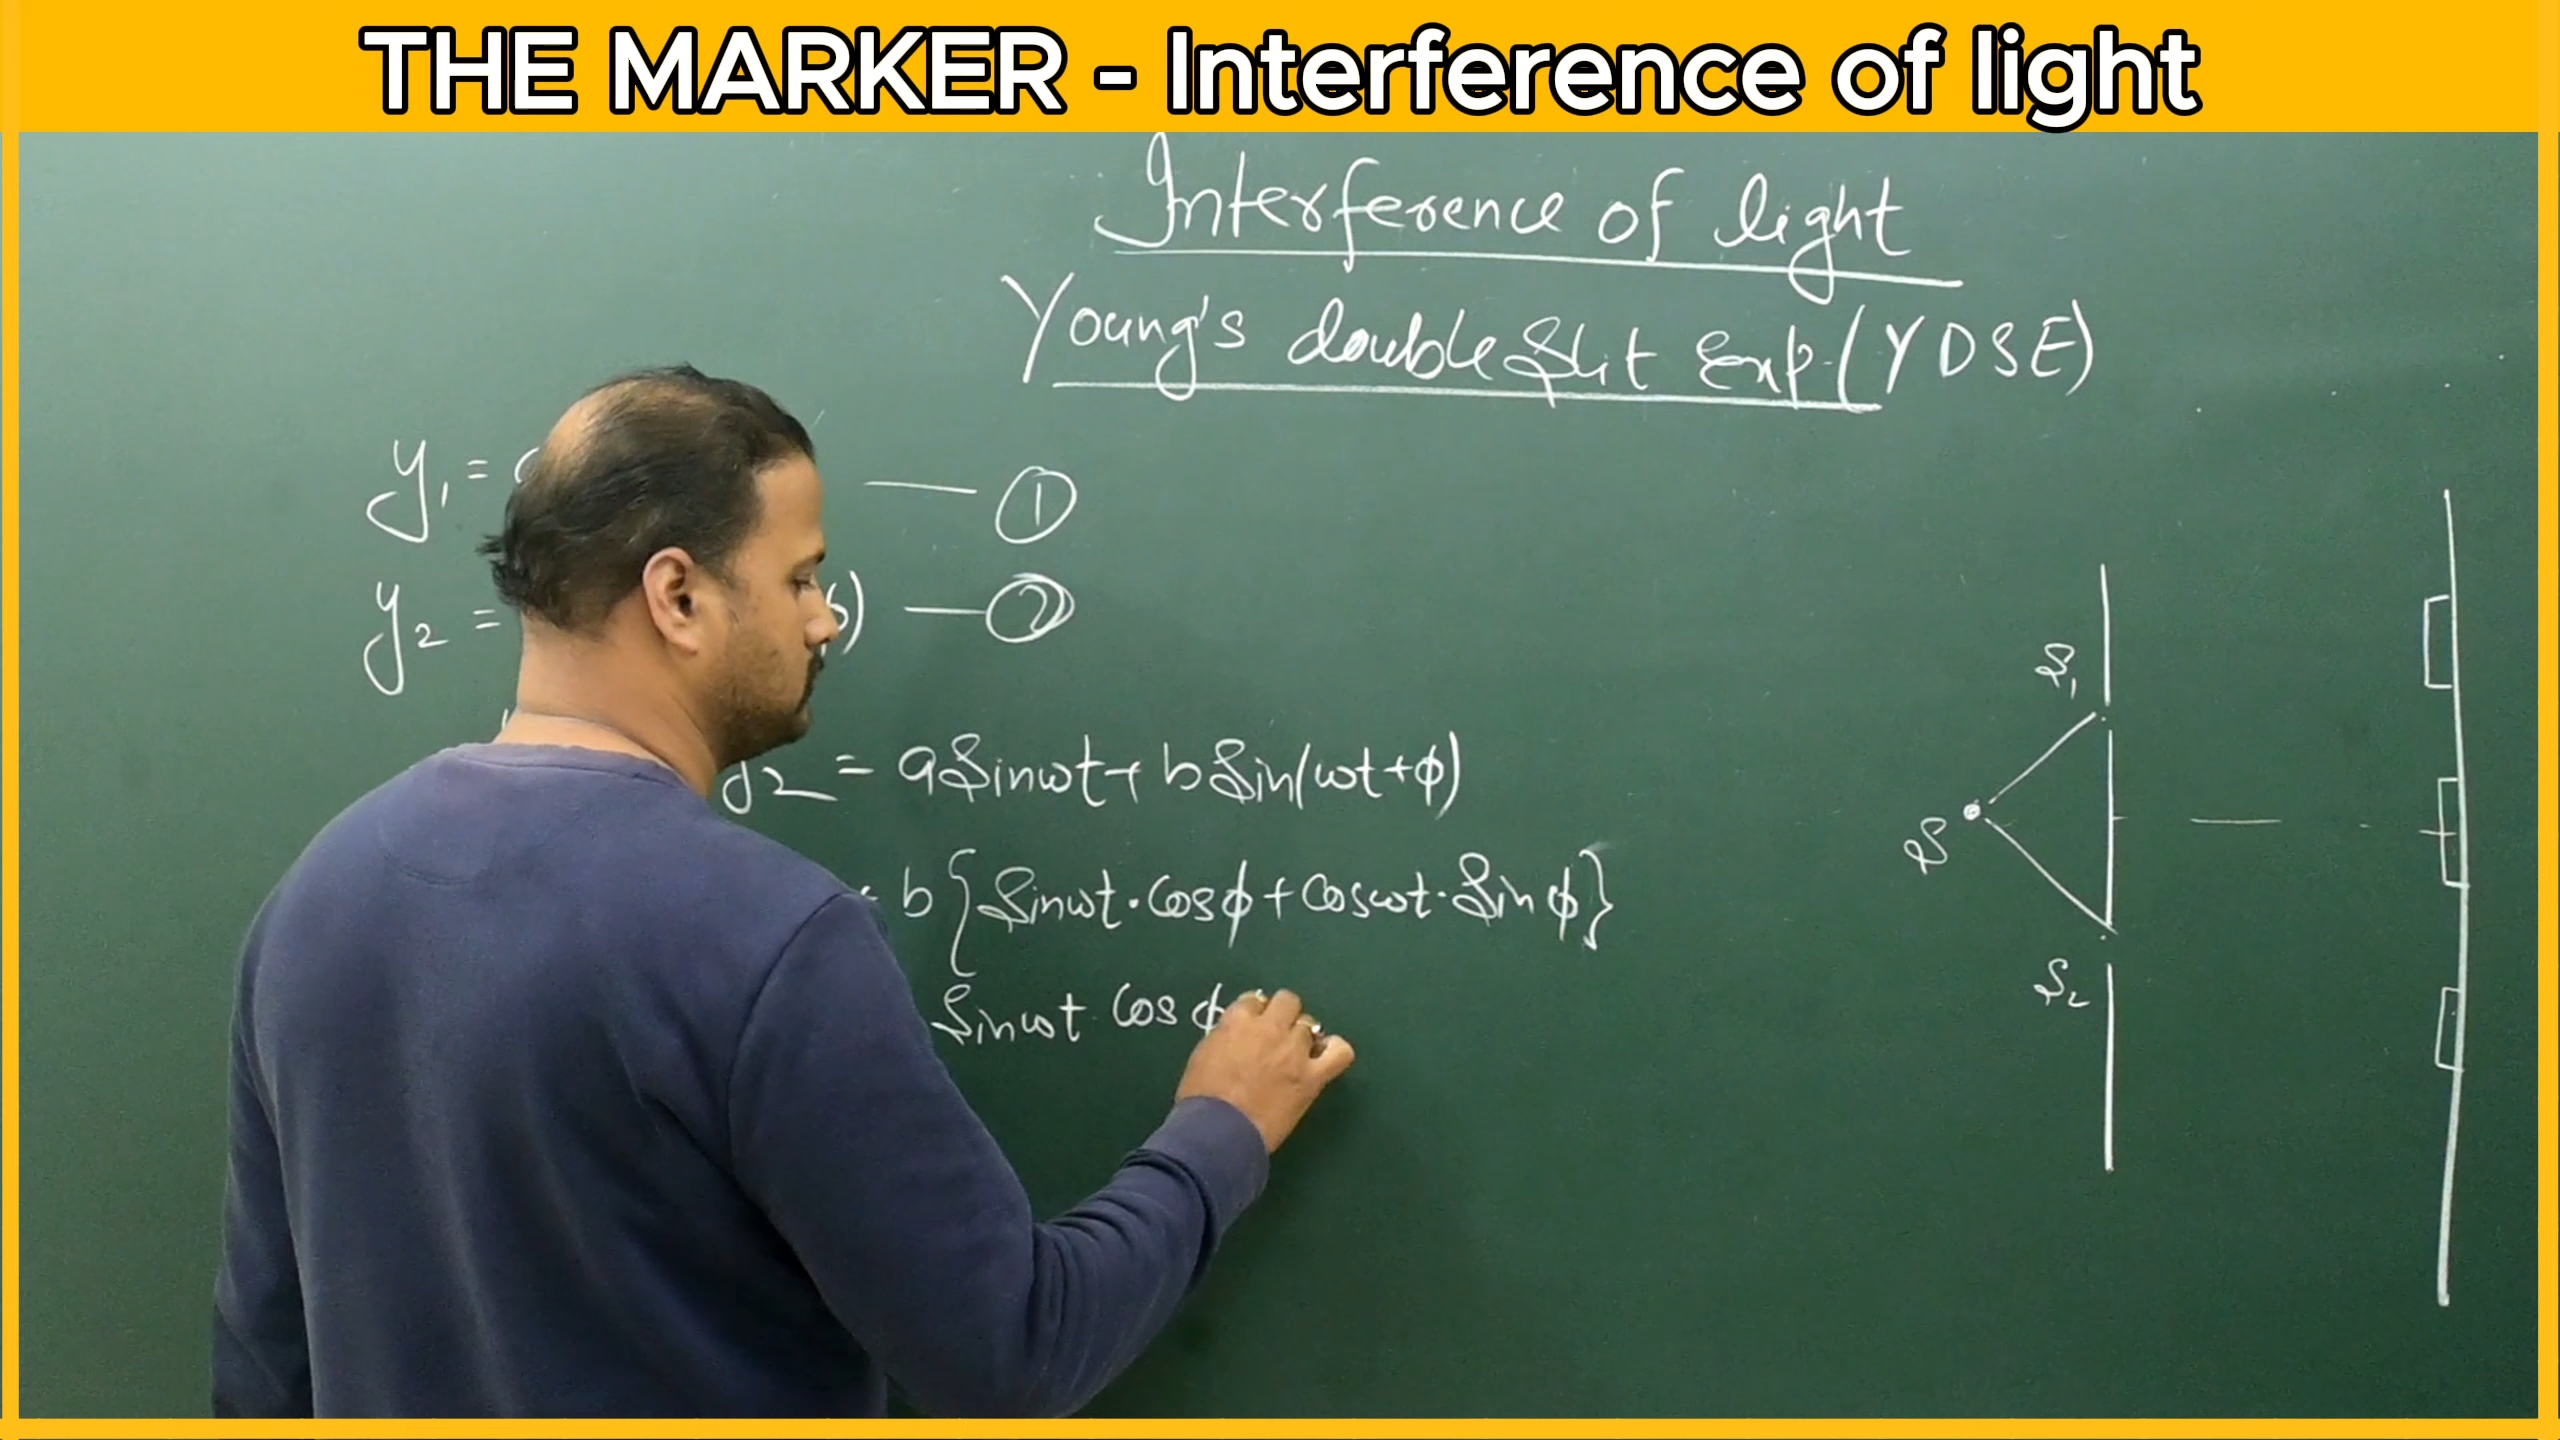 THE MARKER - Interference of light
Interference of light
Young's double Slit Exp. (YDSE)
y₁ = ①
y₂ = ) ②
y₂ = a Sinωt + b Sin(ωt+ϕ)
b {Sinωt · Cosϕ + Cosωt · Sinϕ}
Sinωt · Cosϕ
S₁
S
S₂